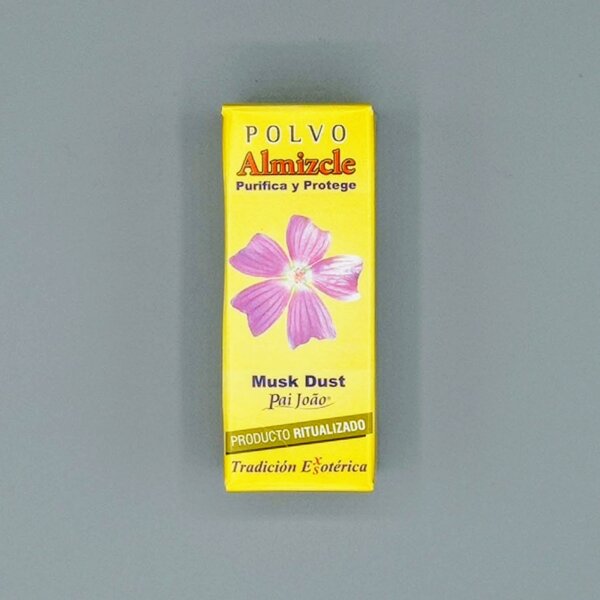 POLVO
Almizcle
Purifica y Protege
Musk Dust
Pai João®
PRODUCTO RITUALIZADO
Tradición Exsotérica